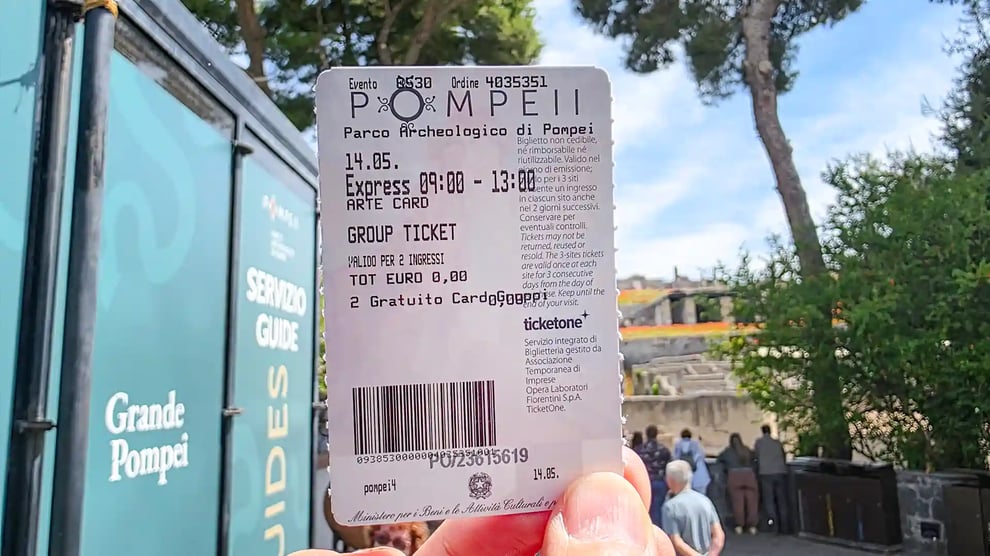 Evento 8530 Ordine 4035351
POMPEII
Parco Archeologico di Pompei
14.05.
Express 09:00 - 13:00
ARTE CARD
GROUP TICKET
VALIDO PER 2 INGRESSI
TOT EURO 0,00
2 Gratuito Card Gruppi
Biglietto non cedibile,
né rimborsabile né
riutilizzabile. Valido nel
di emissione;
per i 3 siti
un ingresso
in ciascun sito anche
nei 2 giorni successivi.
Conservare per
eventuali controlli.
Tickets may not be
returned, reused or
resold. The 3-sites tickets
are valid once at each
site for 3 consecutive
days from the day of
issue. Keep until the
end of your visit.
ticketone
Servizio integrato di
Biglietteria gestito da
Associazione
Temporanea di
Imprese
Opera Laboratori
Fiorentini S.p.A.
TicketOne.
PO/23615619
pompei4
14.05.
Ministero per i Beni e le Attività Culturali e
POMPEII
SERVIZIO
GUIDE
GUIDES
Grande
Pompei